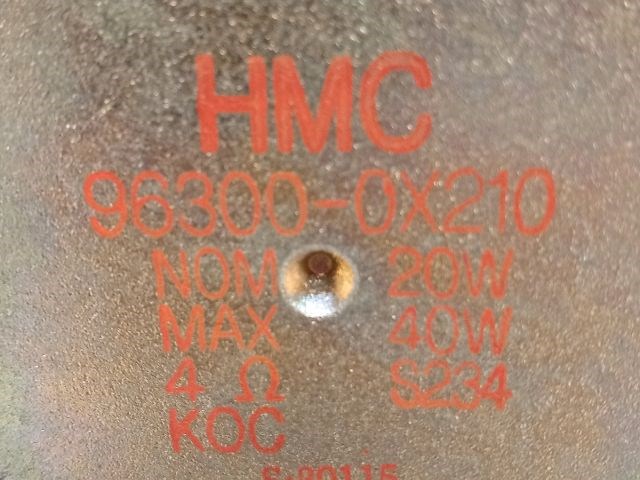 HMC
96300-0X210
NOM 20W
MAX 40W
4 Ω S234
KOC